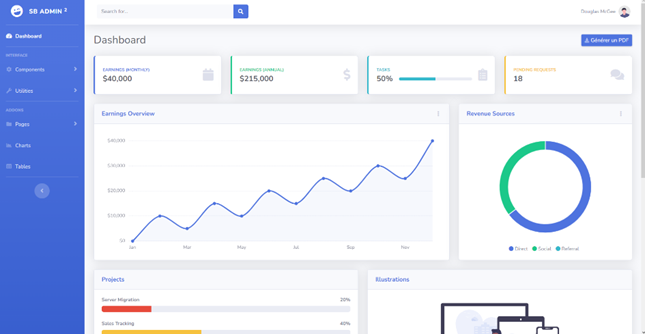 SB ADMIN 2
Search for...
Douglas McGee
Dashboard
Dashboard
Générer un PDF
INTERFACE
Components
Utilities
ADDONS
Pages
Charts
Tables
EARNINGS (MONTHLY)
$40,000
EARNINGS (ANNUAL)
$215,000
TASKS
50%
PENDING REQUESTS
18
Earnings Overview
$40,000
$30,000
$20,000
$10,000
$0
Jan
Mar
May
Jul
Sep
Nov
Revenue Sources
Direct
Social
Referral
Projects
Server Migration
20%
Sales Tracking
40%
Illustrations